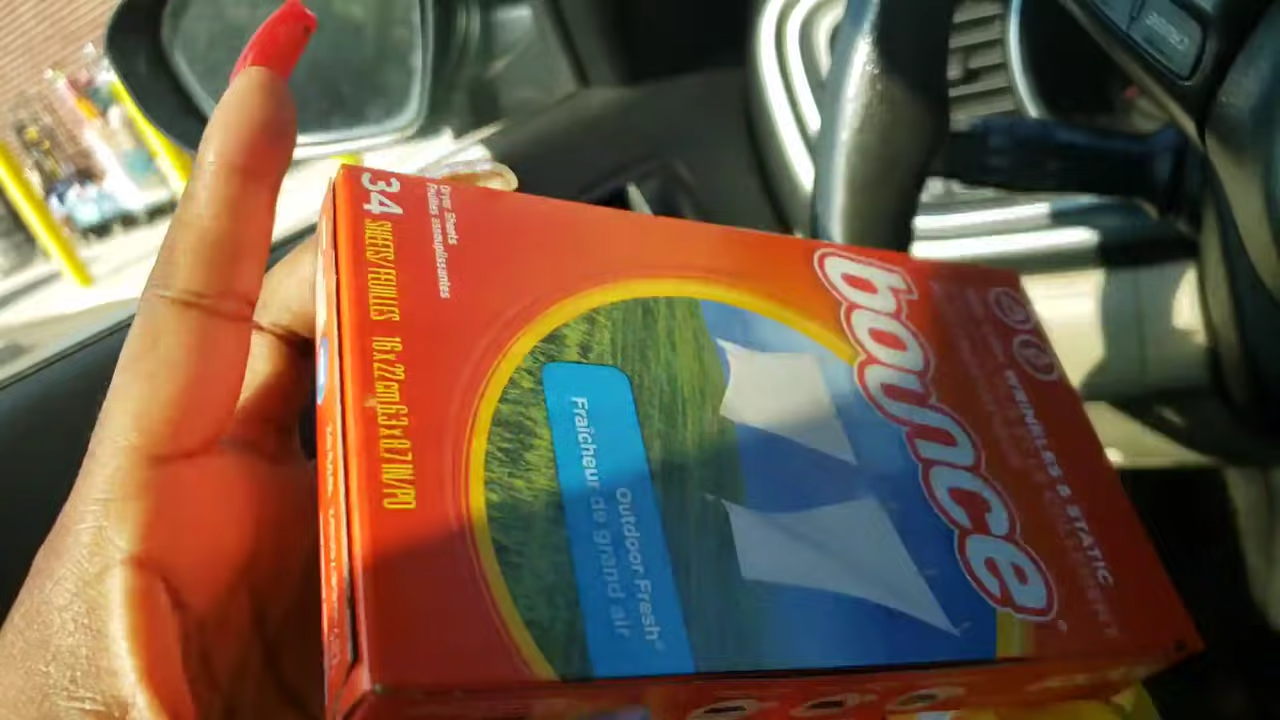 WRINKLES & STATIC
bounce
Outdoor Fresh®
Fraîcheur de grand air
Dryer Sheets
Feuilles assouplissantes
34 SHEETS/FEUILLES 16 x 22 cm 6.3 x 8.7 IN/PO